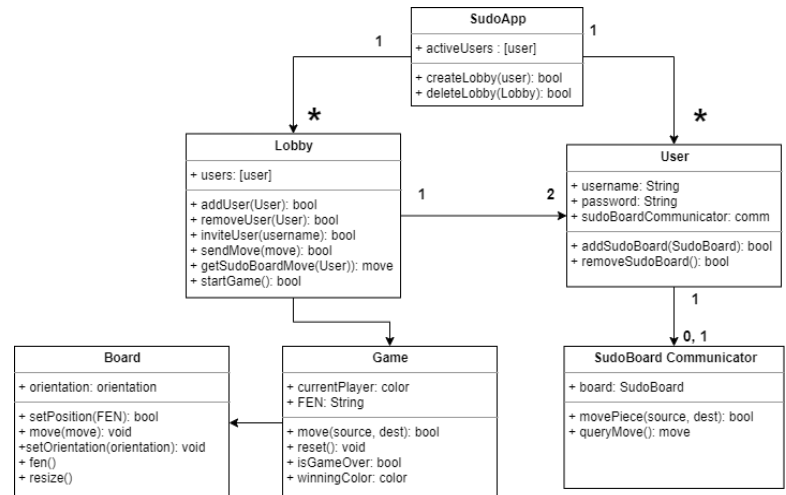 SudoApp
+ activeUsers : [user]
+ createLobby(user): bool
+ deleteLobby(Lobby): bool
1
1
*
*
Lobby
+ users: [user]
+ addUser(User): bool
+ removeUser(User): bool
+ inviteUser(username): bool
+ sendMove(move): bool
+ getSudoBoardMove(User)): move
+ startGame(): bool
1
2
User
+ username: String
+ password: String
+ sudoBoardCommunicator: comm
+ addSudoBoard(SudoBoard): bool
+ removeSudoBoard(): bool
1
0, 1
Board
+ orientation: orientation
+ setPosition(FEN): bool
+ move(move): void
+setOrientation(orientation): void
+ fen()
+ resize()
Game
+ currentPlayer: color
+ FEN: String
+ move(source, dest): bool
+ reset(): void
+ isGameOver: bool
+ winningColor: color
SudoBoard Communicator
+ board: SudoBoard
+ movePiece(source, dest): bool
+ queryMove(): move